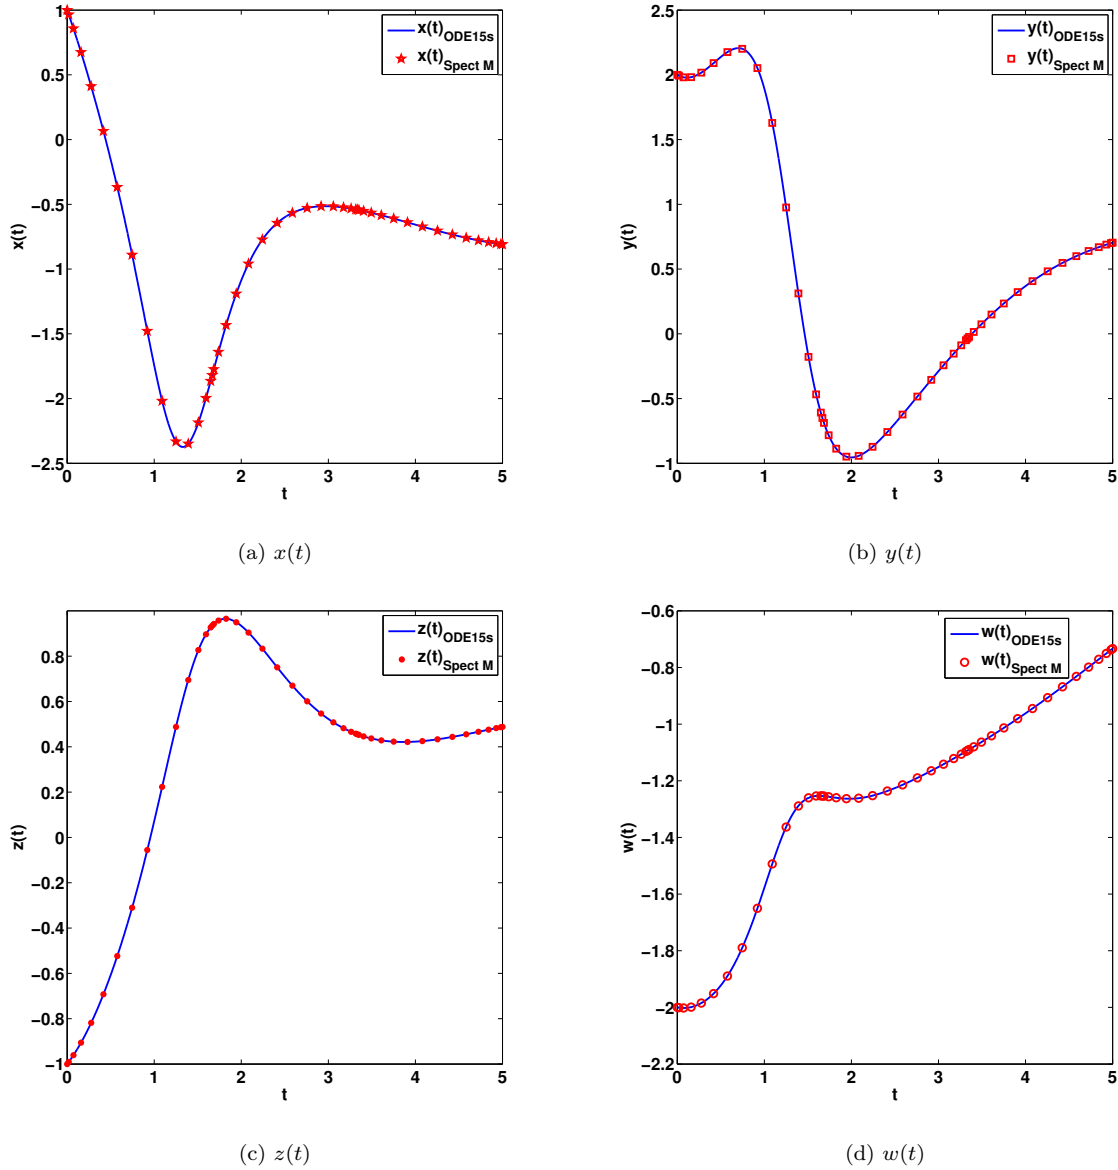 1
0.5
0
−0.5
−1
−1.5
−2
−2.5
0 1 2 3 4 5
t
x(t)
x(t)ODE15s
x(t)Spect M
(a) x(t)
2.5
2
1.5
1
0.5
0
−0.5
−1
0 1 2 3 4 5
t
y(t)
y(t)ODE15s
y(t)Spect M
(b) y(t)
0.8
0.6
0.4
0.2
0
−0.2
−0.4
−0.6
−0.8
−1
0 1 2 3 4 5
t
z(t)
z(t)ODE15s
z(t)Spect M
(c) z(t)
−0.6
−0.8
−1
−1.2
−1.4
−1.6
−1.8
−2
−2.2
0 1 2 3 4 5
t
w(t)
w(t)ODE15s
w(t)Spect M
(d) w(t)